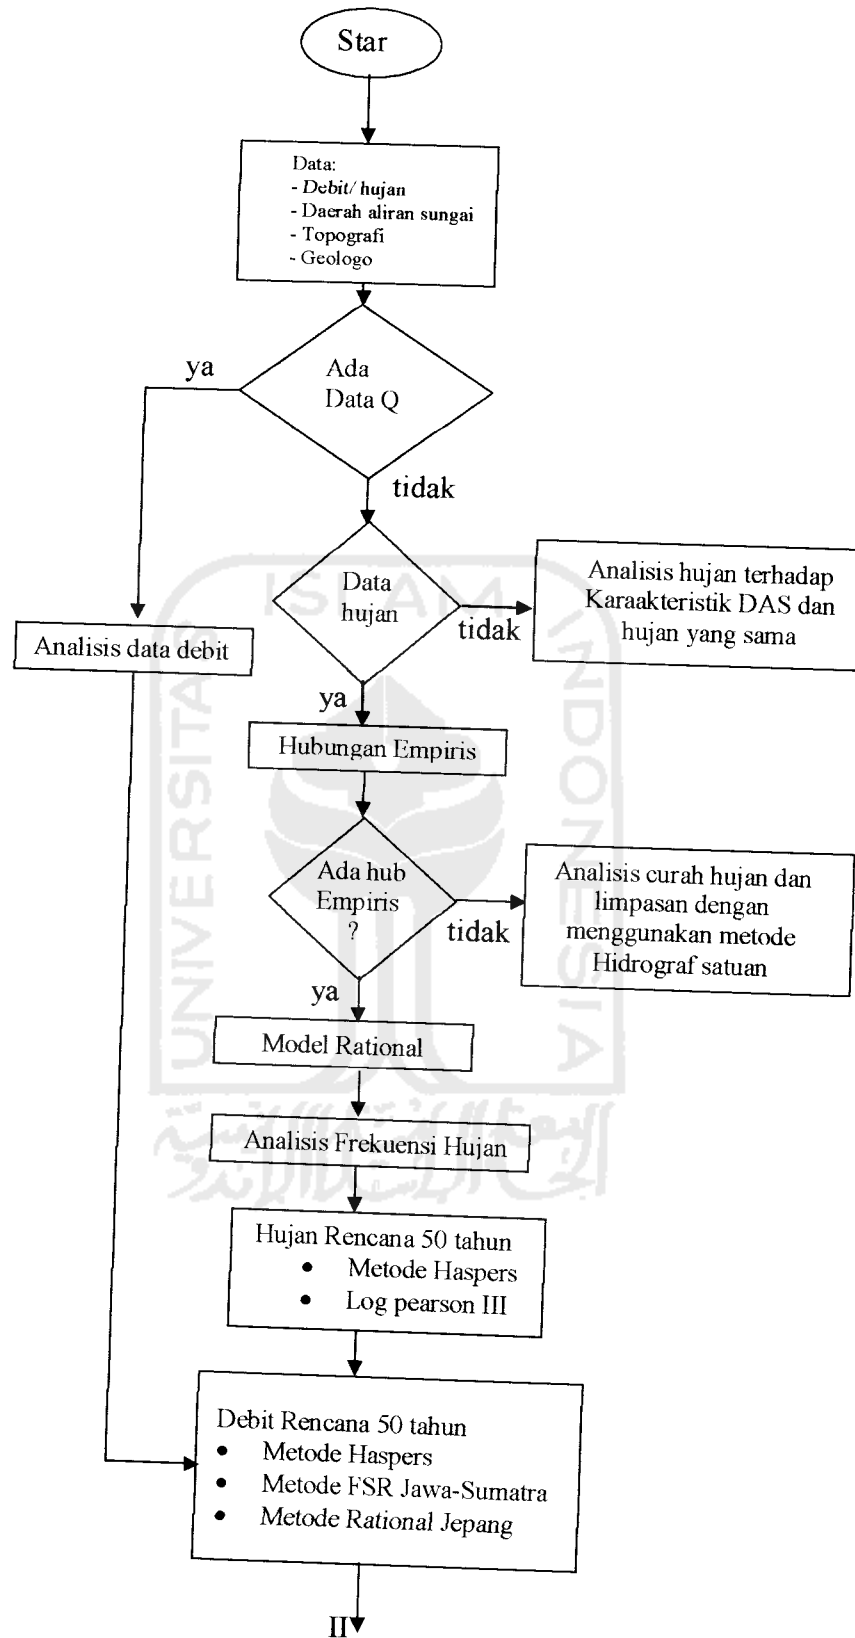 Star
Data:
- Debit/ hujan
- Daerah aliran sungai
- Topografi
- Geologo
ya
Ada
Data Q
tidak
Data
hujan
tidak
Analisis hujan terhadap
Karaakteristik DAS dan
hujan yang sama
Analisis data debit
ya
Hubungan Empiris
Ada hub
Empiris
?
tidak
Analisis curah hujan dan
limpasan dengan
menggunakan metode
Hidrograf satuan
ya
Model Rational
Analisis Frekuensi Hujan
Hujan Rencana 50 tahun
• Metode Haspers
• Log pearson III
Debit Rencana 50 tahun
• Metode Haspers
• Metode FSR Jawa-Sumatra
• Metode Rational Jepang
II
UNIVERSITAS
ISLAM
INDONESIA